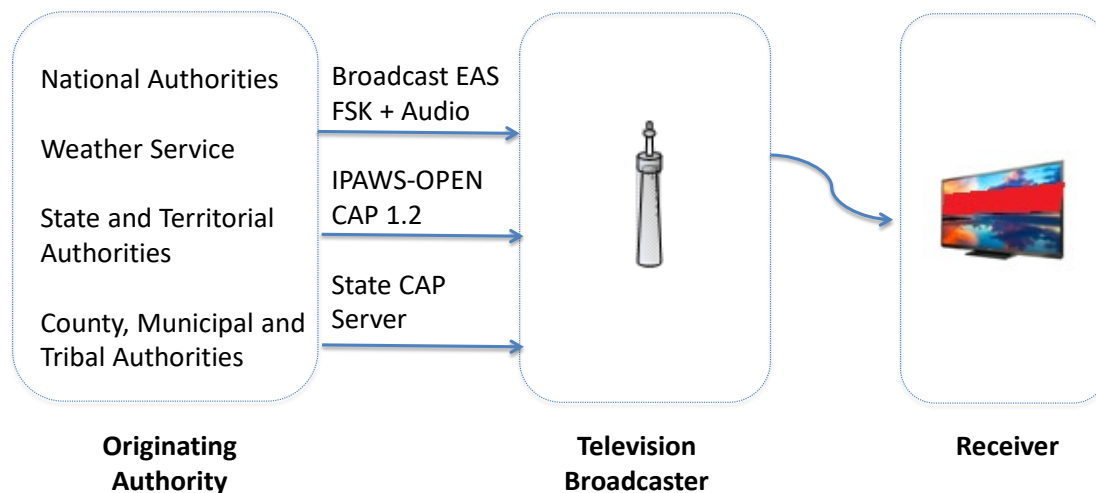 National Authorities
Weather Service
State and Territorial
Authorities
County, Municipal and
Tribal Authorities
Broadcast EAS
FSK + Audio
IPAWS-OPEN
CAP 1.2
State CAP
Server
Originating
Authority
Television
Broadcaster
Receiver